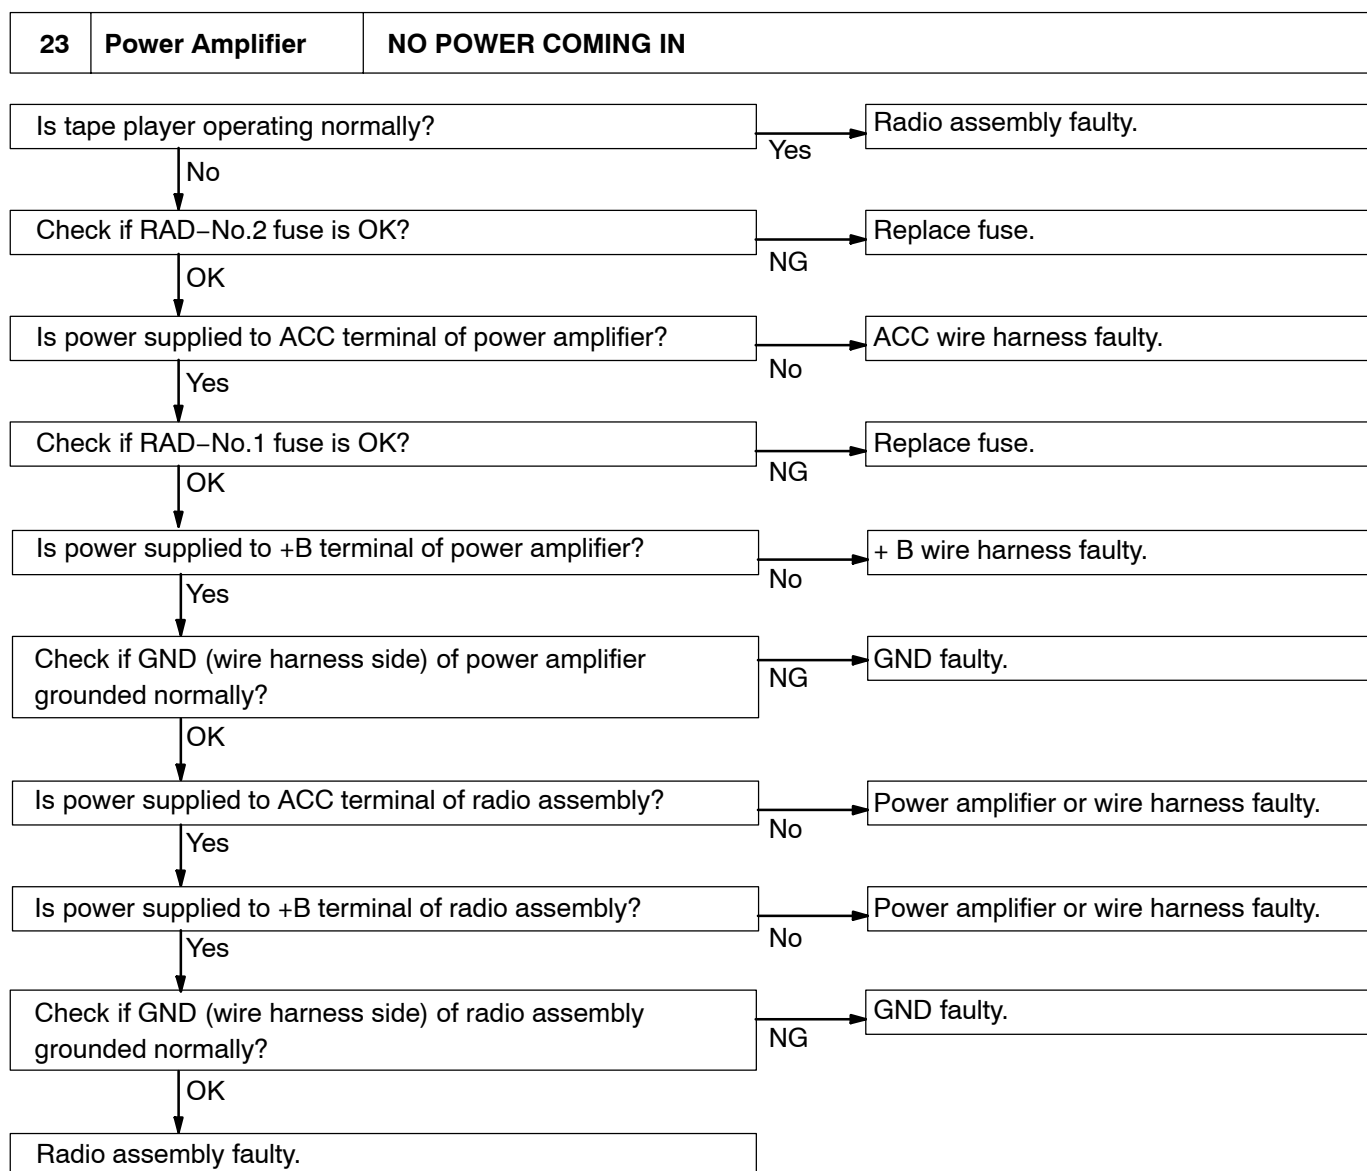 23 Power Amplifier NO POWER COMING IN
Is tape player operating normally?
Yes
Radio assembly faulty.
No
Check if RAD−No.2 fuse is OK?
NG
Replace fuse.
OK
Is power supplied to ACC terminal of power amplifier?
No
ACC wire harness faulty.
Yes
Check if RAD−No.1 fuse is OK?
NG
Replace fuse.
OK
Is power supplied to +B terminal of power amplifier?
No
+ B wire harness faulty.
Yes
Check if GND (wire harness side) of power amplifier
grounded normally?
NG
GND faulty.
OK
Is power supplied to ACC terminal of radio assembly?
No
Power amplifier or wire harness faulty.
Yes
Is power supplied to +B terminal of radio assembly?
No
Power amplifier or wire harness faulty.
Yes
Check if GND (wire harness side) of radio assembly
grounded normally?
NG
GND faulty.
OK
Radio assembly faulty.